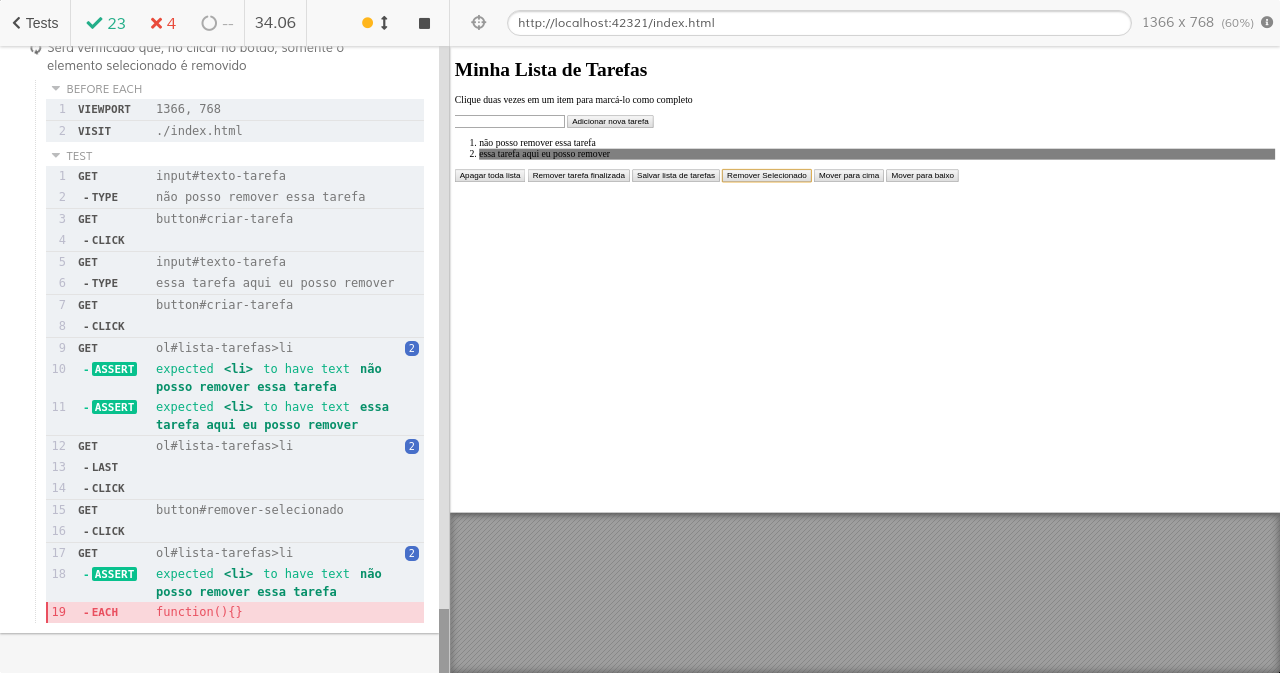 Tests 23 4 -- 34.06
http://localhost:42321/index.html 1366 x 768 (60%)
Será verificado que, no clicar no botão, somente o
elemento selecionado é removido
BEFORE EACH
1 VIEWPORT 1366, 768
2 VISIT ./index.html
TEST
1 GET input#texto-tarefa
2 -TYPE não posso remover essa tarefa
3 GET button#criar-tarefa
4 -CLICK
5 GET input#texto-tarefa
6 -TYPE essa tarefa aqui eu posso remover
7 GET button#criar-tarefa
8 -CLICK
9 GET ol#lista-tarefas>li 2
10 -ASSERT expected <li> to have text não
posso remover essa tarefa
11 -ASSERT expected <li> to have text essa
tarefa aqui eu posso remover
12 GET ol#lista-tarefas>li 2
13 -LAST
14 -CLICK
15 GET button#remover-selecionado
16 -CLICK
17 GET ol#lista-tarefas>li 2
18 -ASSERT expected <li> to have text não
posso remover essa tarefa
19 -EACH function(){}
Minha Lista de Tarefas
Clique duas vezes em um item para marcá-lo como completo
Adicionar nova tarefa
1. não posso remover essa tarefa
2. essa tarefa aqui eu posso remover
Apagar toda lista Remover tarefa finalizada Salvar lista de tarefas Remover Selecionado Mover para cima Mover para baixo